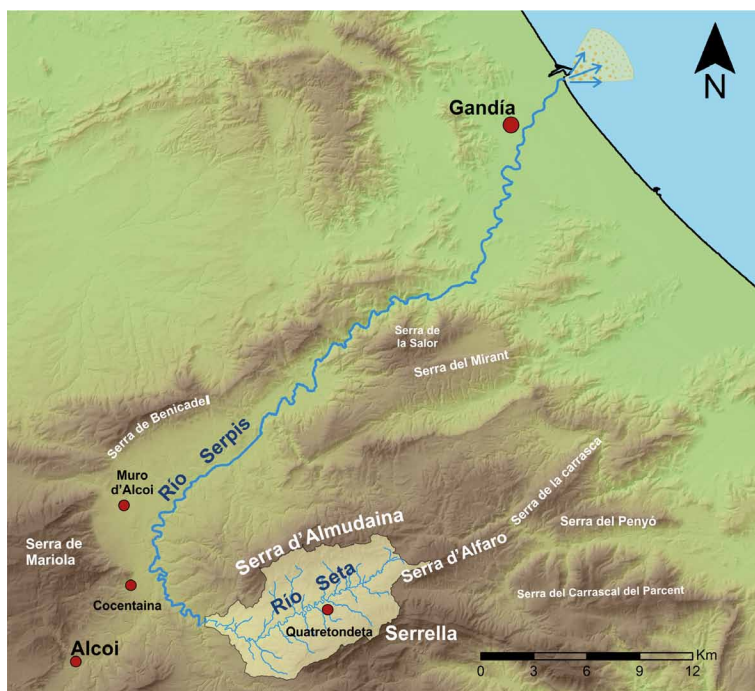 N
Gandía
Serra de
la Salor
Serra del Mirant
Serra de Benicadel
Río Serpis
Muro
d'Alcoi
Serra de la carrasca
Serra d'Almudaina
Serra del Penyó
Serra de
Mariola
Serra d'Alfaro
Río Seta
Cocentaina
Serra del Carrascal del Parcent
Quatretondeta
Serrella
Alcoi
Km
0 3 6 9 12